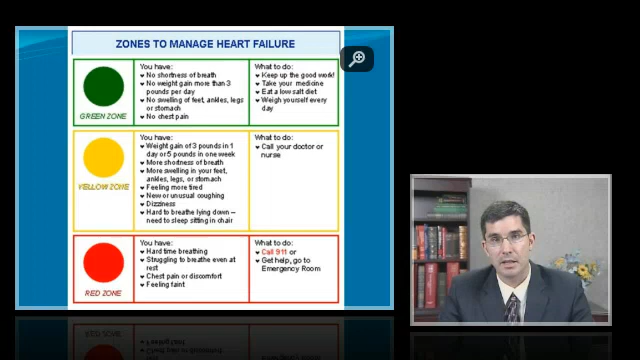 ZONES TO MANAGE HEART FAILURE
You have:
No shortness of breath
No weight gain more than 3
pounds per day
No swelling of feet, ankles, legs
or stomach
No chest pain
What to do:
Keep up the good work!
Take your medicine
Eat a low salt diet
Weigh yourself every
day
GREEN ZONE
You have:
Weight gain of 3 pounds in 1
day or 5 pounds in one week
More shortness of breath
More swelling in your feet,
ankles, legs, or stomach
Feeling more tired
New or unusual coughing
Dizziness
Hard to breathe lying down –
need to sleep sitting in chair
What to do:
Call your doctor or
nurse
YELLOW ZONE
You have:
Hard time breathing
Struggling to breathe even at
rest
Chest pain or discomfort
Feeling faint
What to do:
Call 911 or
Get help, go to
Emergency Room
RED ZONE